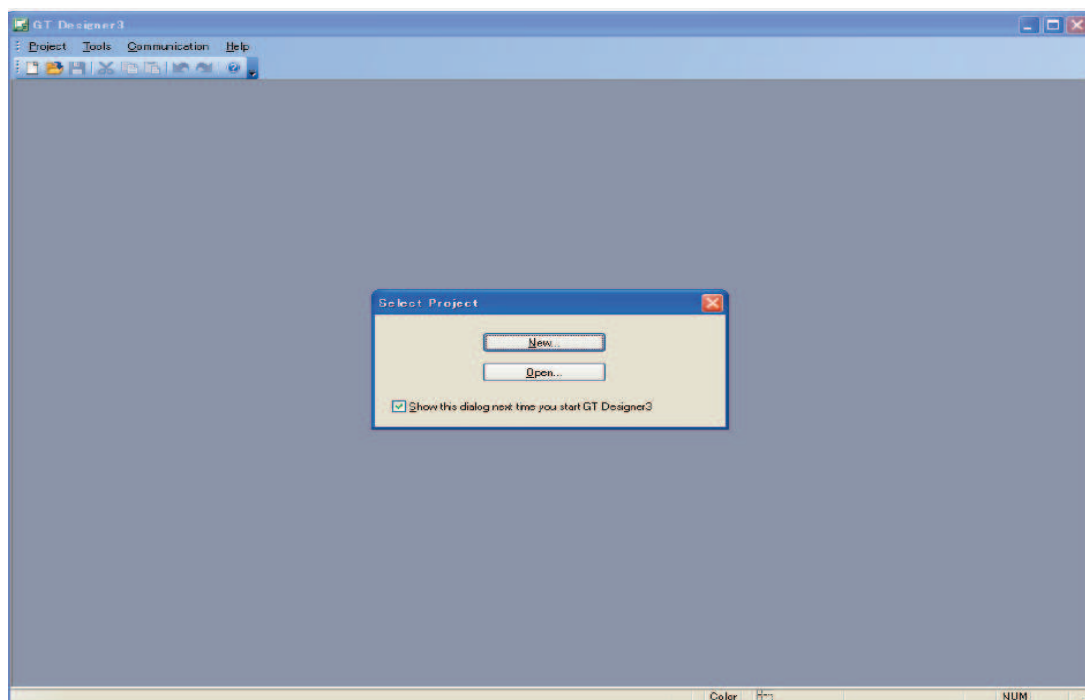 GT Designer3
Project Tools Communication Help
Select Project
New...
Open...
Show this dialog next time you start GT Designer3
Color
NUM